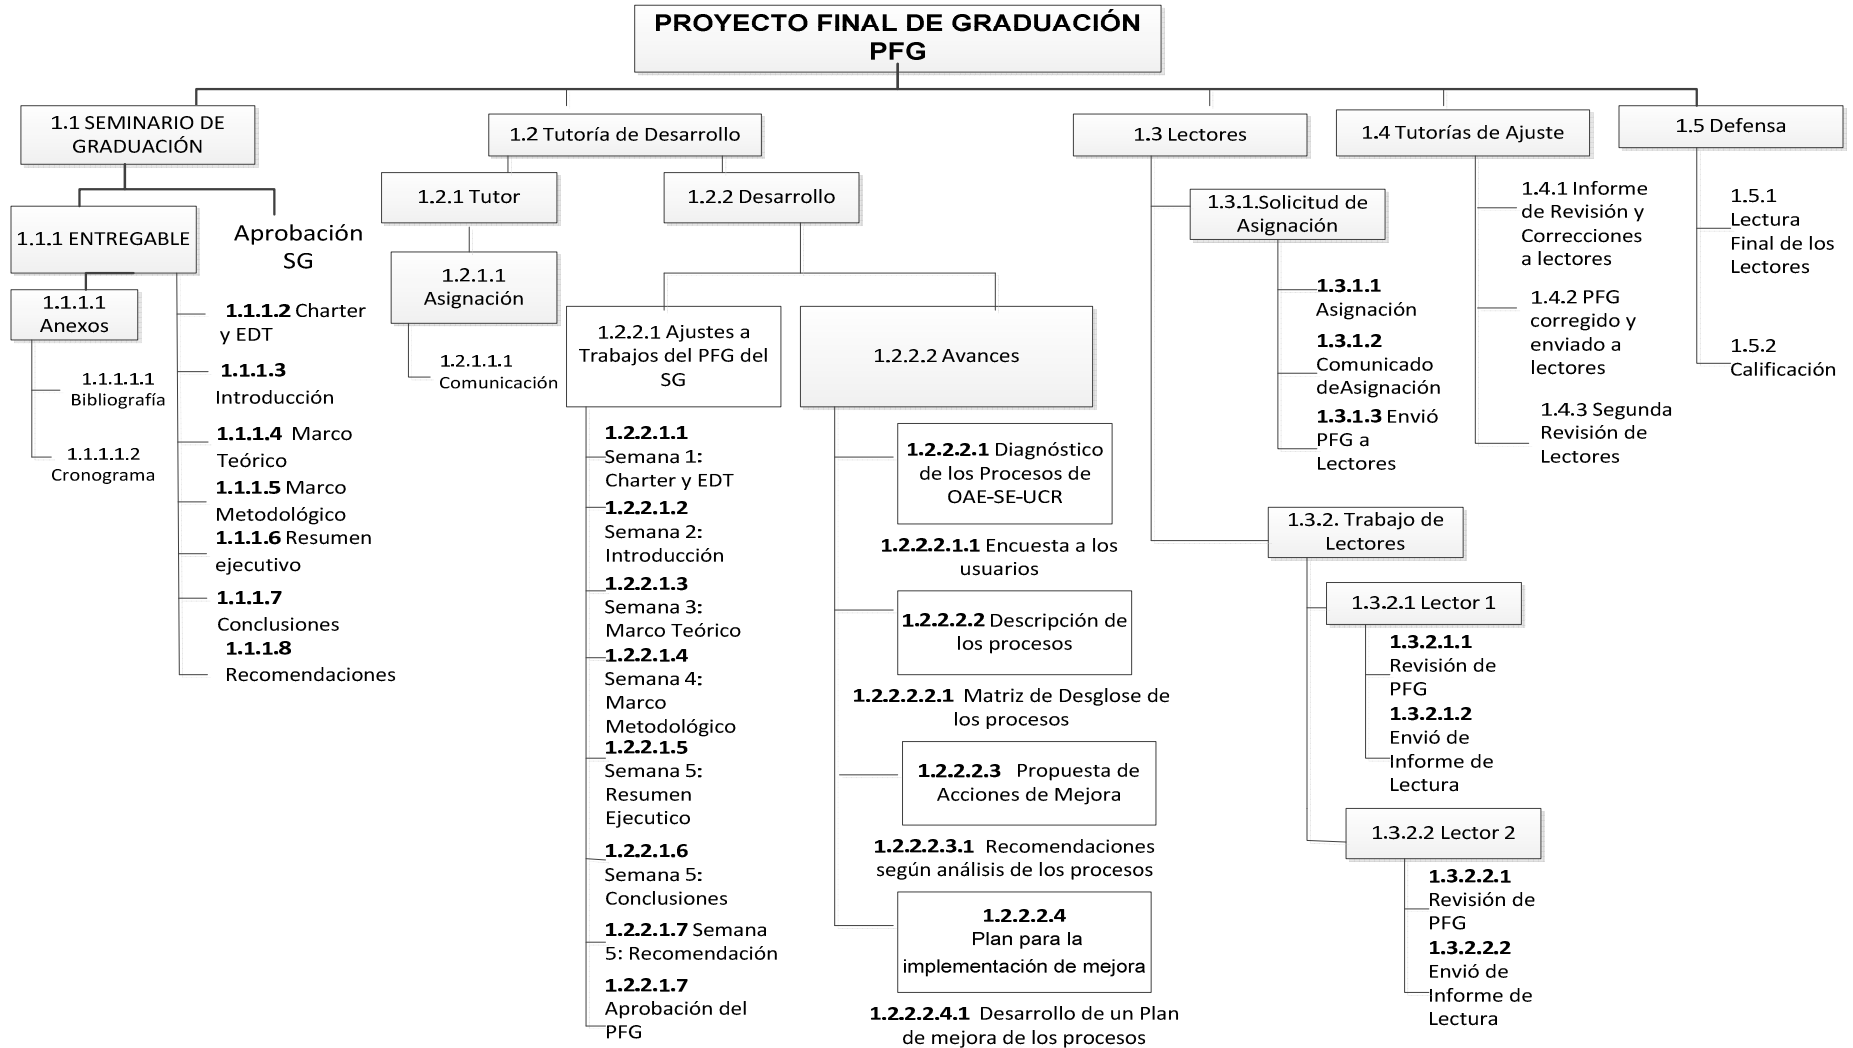 PROYECTO FINAL DE GRADUACIÓN
PFG
1.1 SEMINARIO DE
GRADUACIÓN
1.1.1 ENTREGABLE
Aprobación
SG
1.1.1.1
Anexos
1.1.1.1.1
Bibliografía
1.1.1.1.2
Cronograma
1.1.1.2 Charter
y EDT
1.1.1.3
Introducción
1.1.1.4 Marco
Teórico
1.1.1.5 Marco
Metodológico
1.1.1.6 Resumen
ejecutivo
1.1.1.7
Conclusiones
1.1.1.8
Recomendaciones
1.2 Tutoría de Desarrollo
1.2.1 Tutor
1.2.1.1
Asignación
1.2.1.1.1
Comunicación
1.2.2 Desarrollo
1.2.2.1 Ajustes a
Trabajos del PFG del
SG
1.2.2.1.1
Semana 1:
Charter y EDT
1.2.2.1.2
Semana 2:
Introducción
1.2.2.1.3
Semana 3:
Marco Teórico
1.2.2.1.4
Semana 4:
Marco
Metodológico
1.2.2.1.5
Semana 5:
Resumen
Ejecutico
1.2.2.1.6
Semana 5:
Conclusiones
1.2.2.1.7 Semana
5: Recomendación
1.2.2.1.7
Aprobación del
PFG
1.2.2.2 Avances
1.2.2.2.1 Diagnóstico
de los Procesos de
OAE-SE-UCR
1.2.2.2.1.1 Encuesta a los
usuarios
1.2.2.2.2 Descripción de
los procesos
1.2.2.2.2.1 Matriz de Desglose de
los procesos
1.2.2.2.3 Propuesta de
Acciones de Mejora
1.2.2.2.3.1 Recomendaciones
según análisis de los procesos
1.2.2.2.4
Plan para la
implementación de mejora
1.2.2.2.4.1 Desarrollo de un Plan
de mejora de los procesos
1.3 Lectores
1.3.1.Solicitud de
Asignación
1.3.1.1
Asignación
1.3.1.2
Comunicado
deAsignación
1.3.1.3 Envió
PFG a
Lectores
1.3.2. Trabajo de
Lectores
1.3.2.1 Lector 1
1.3.2.1.1
Revisión de
PFG
1.3.2.1.2
Envió de
Informe de
Lectura
1.3.2.2 Lector 2
1.3.2.2.1
Revisión de
PFG
1.3.2.2.2
Envió de
Informe de
Lectura
1.4 Tutorías de Ajuste
1.4.1 Informe
de Revisión y
Correcciones
a lectores
1.4.2 PFG
corregido y
enviado a
lectores
1.4.3 Segunda
Revisión de
Lectores
1.5 Defensa
1.5.1
Lectura
Final de los
Lectores
1.5.2
Calificación